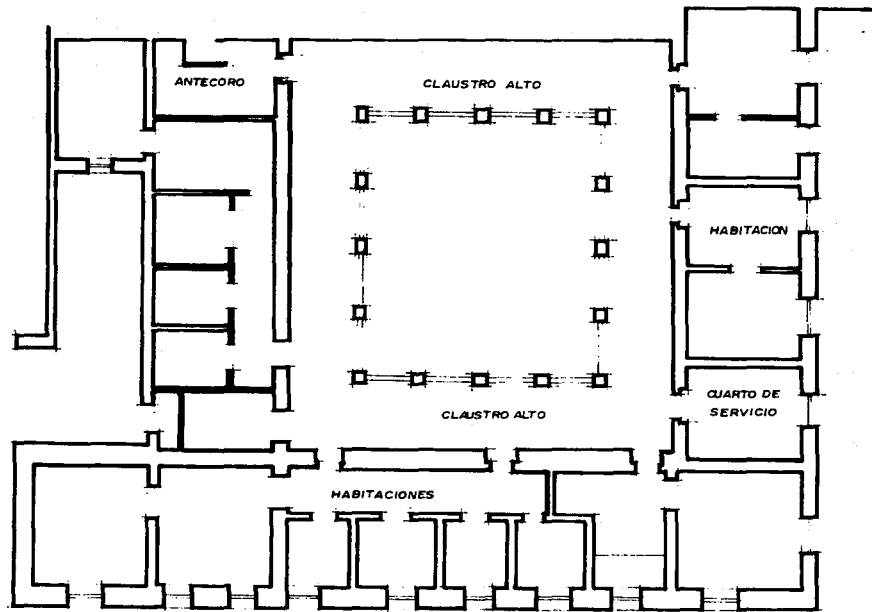 ANTECORO
CLAUSTRO ALTO
HABITACION
CUARTO DE
SERVICIO
CLAUSTRO ALTO
HABITACIONES